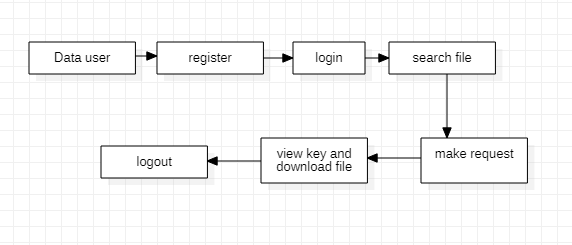 Data user
register
login
search file
make request
view key and
download file
logout